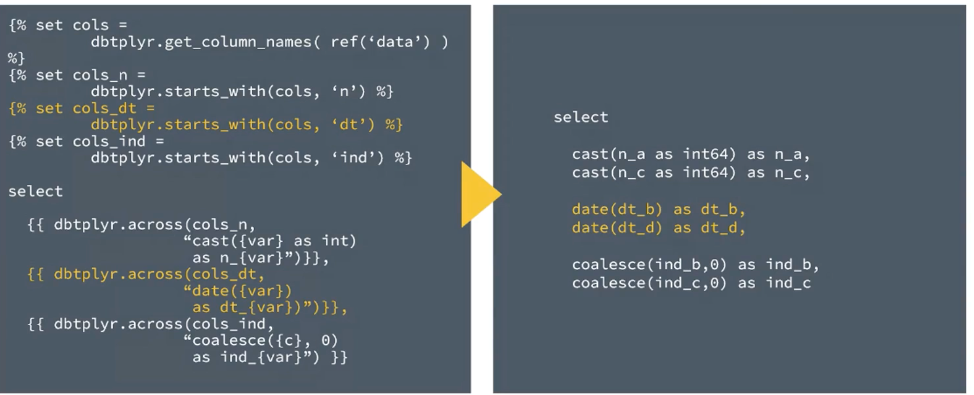 {% set cols =
dbtplyr.get_column_names( ref(‘data’) )
%}
{% set cols_n =
dbtplyr.starts_with(cols, ‘n’) %}
{% set cols_dt =
dbtplyr.starts_with(cols, ‘dt’) %}
{% set cols_ind =
dbtplyr.starts_with(cols, ‘ind’) %}
select
{{ dbtplyr.across(cols_n,
“cast({var} as int)
as n_{var}”)}},
{{ dbtplyr.across(cols_dt,
“date({var})
as dt_{var})”)}},
{{ dbtplyr.across(cols_ind,
“coalesce({c}, 0)
as ind_{var}”) }}
select
cast(n_a as int64) as n_a,
cast(n_c as int64) as n_c,
date(dt_b) as dt_b,
date(dt_d) as dt_d,
coalesce(ind_b,0) as ind_b,
coalesce(ind_c,0) as ind_c